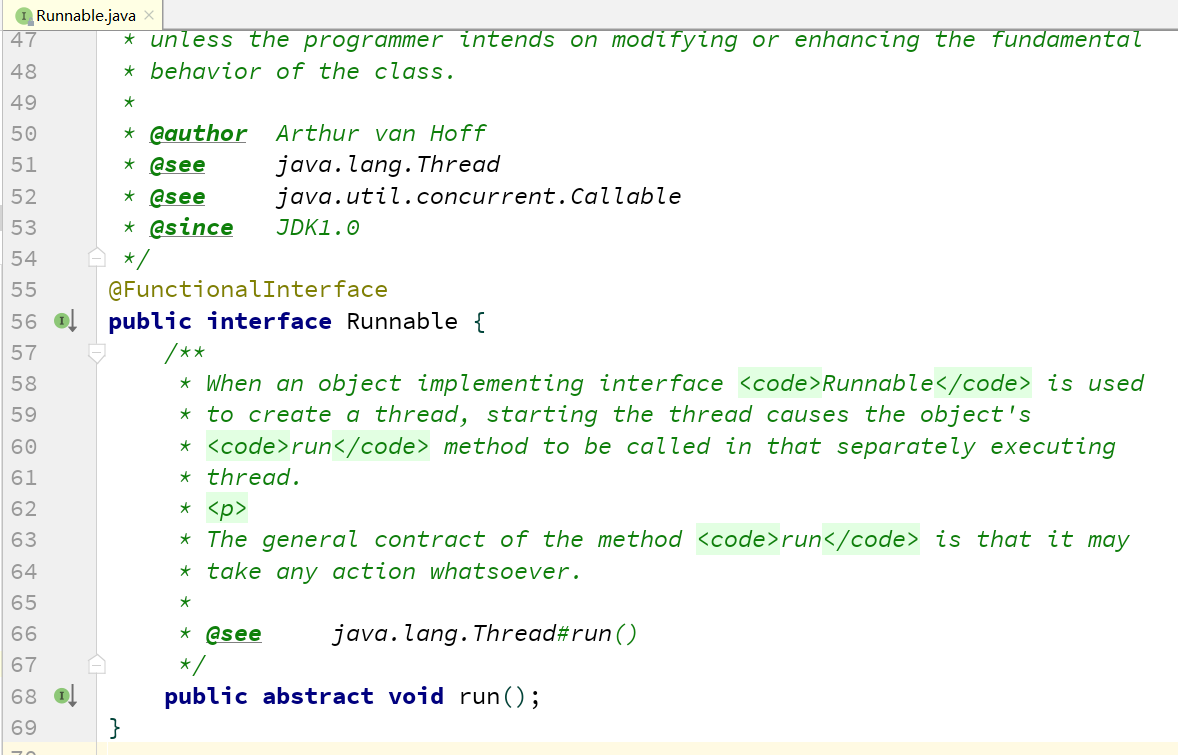 Runnable.java
47 * unless the programmer intends on modifying or enhancing the fundamental
48 * behavior of the class.
49 *
50 * @author Arthur van Hoff
51 * @see java.lang.Thread
52 * @see java.util.concurrent.Callable
53 * @since JDK1.0
54 */
55 @FunctionalInterface
56 public interface Runnable {
57 /**
58 * When an object implementing interface <code>Runnable</code> is used
59 * to create a thread, starting the thread causes the object's
60 * <code>run</code> method to be called in that separately executing
61 * thread.
62 * <p>
63 * The general contract of the method <code>run</code> is that it may
64 * take any action whatsoever.
65 *
66 * @see java.lang.Thread#run()
67 */
68 public abstract void run();
69 }